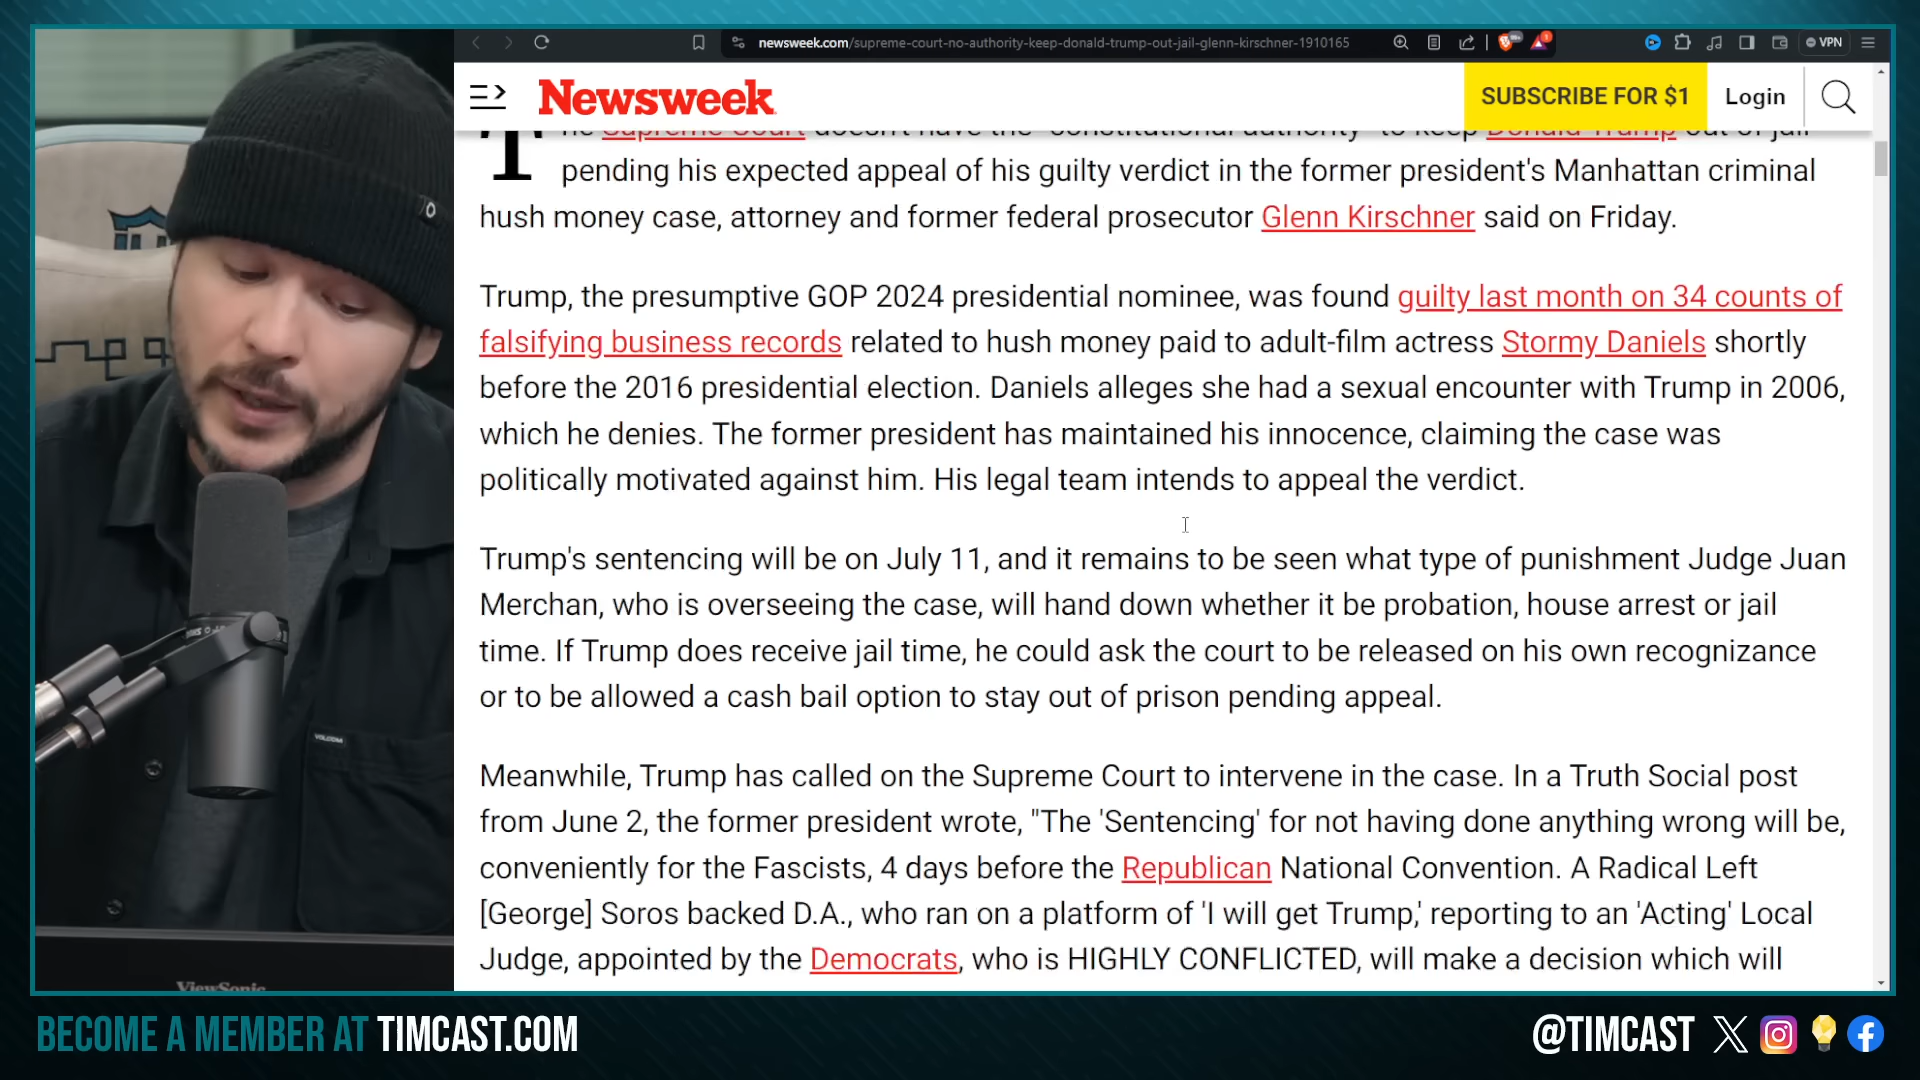 newsweek.com/supreme-court-no-authority-keep-donald-trump-out-jail-glenn-kirschner-1910165
VPN
Newsweek
SUBSCRIBE FOR $1
Login
The Supreme Court doesn't have the "constitutional authority" to keep Donald Trump out of jail
pending his expected appeal of his guilty verdict in the former president's Manhattan criminal
hush money case, attorney and former federal prosecutor Glenn Kirschner said on Friday.
Trump, the presumptive GOP 2024 presidential nominee, was found guilty last month on 34 counts of
falsifying business records related to hush money paid to adult-film actress Stormy Daniels shortly
before the 2016 presidential election. Daniels alleges she had a sexual encounter with Trump in 2006,
which he denies. The former president has maintained his innocence, claiming the case was
politically motivated against him. His legal team intends to appeal the verdict.
Trump's sentencing will be on July 11, and it remains to be seen what type of punishment Judge Juan
Merchan, who is overseeing the case, will hand down whether it be probation, house arrest or jail
time. If Trump does receive jail time, he could ask the court to be released on his own recognizance
or to be allowed a cash bail option to stay out of prison pending appeal.
Meanwhile, Trump has called on the Supreme Court to intervene in the case. In a Truth Social post
from June 2, the former president wrote, "The 'Sentencing' for not having done anything wrong will be,
conveniently for the Fascists, 4 days before the Republican National Convention. A Radical Left
[George] Soros backed D.A., who ran on a platform of 'I will get Trump,' reporting to an 'Acting' Local
Judge, appointed by the Democrats, who is HIGHLY CONFLICTED, will make a decision which will
VOLCOM
ViewSonic
BECOME A MEMBER AT TIMCAST.COM
@TIMCAST